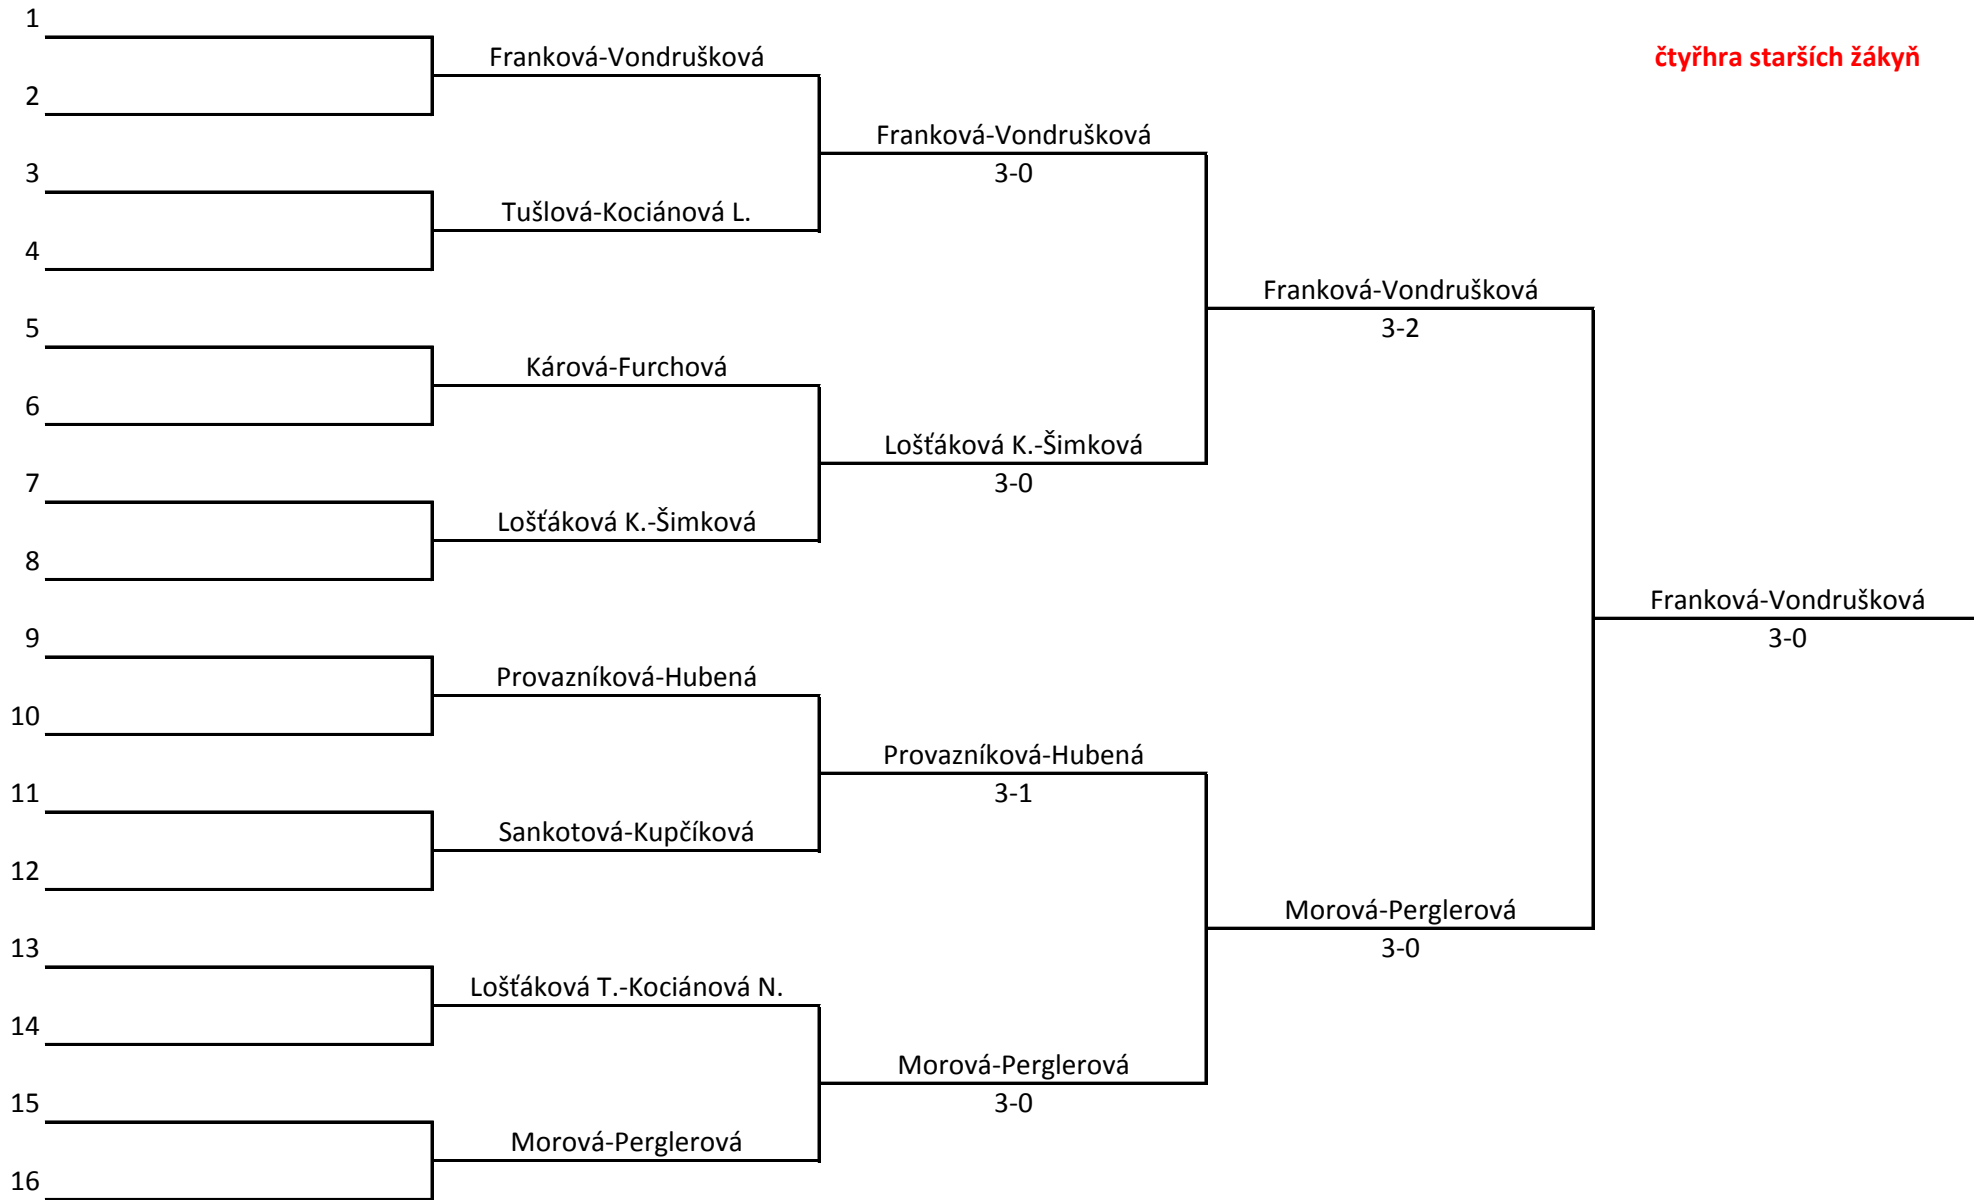 1
Franková-Vondrušková
čtyřhra starších žákyň
2
Franková-Vondrušková
3
3-0
Tušlová-Kociánová L.
4
Franková-Vondrušková
5
3-2
Kárová-Furchová
6
Lošťáková K.-Šimková
7
3-0
Lošťáková K.-Šimková
8
Franková-Vondrušková
9
3-0
Provazníková-Hubená
10
Provazníková-Hubená
11
3-1
Sankotová-Kupčíková
12
Morová-Perglerová
13
3-0
Lošťáková T.-Kociánová N.
14
Morová-Perglerová
15
3-0
Morová-Perglerová
16